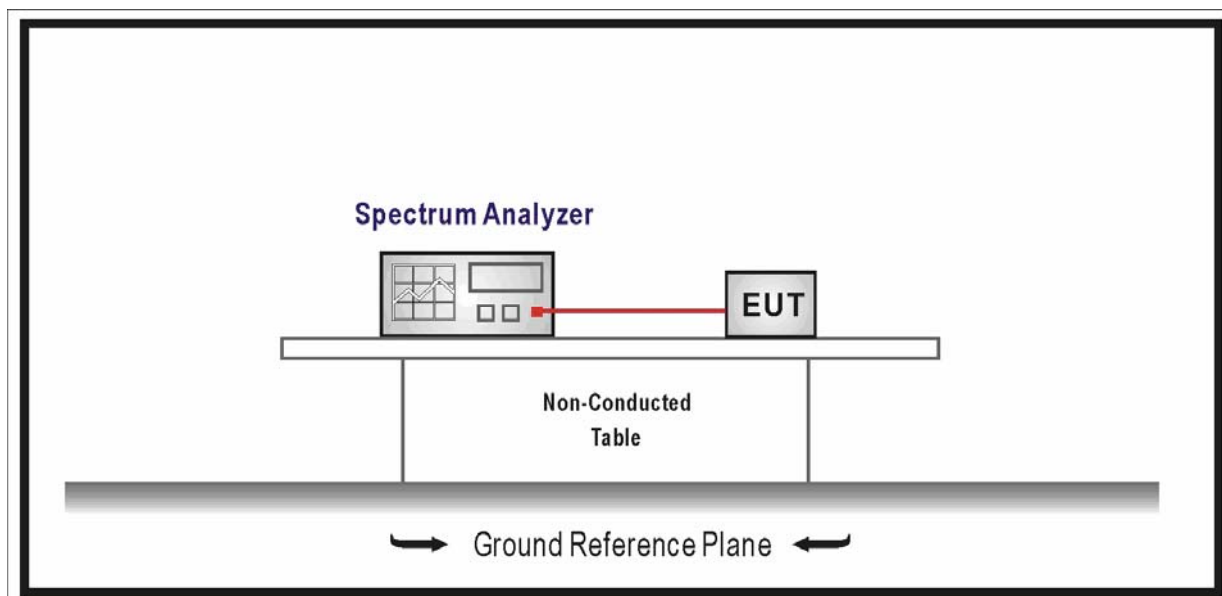 Spectrum Analyzer
EUT
Non-Conducted
Table
Ground Reference Plane